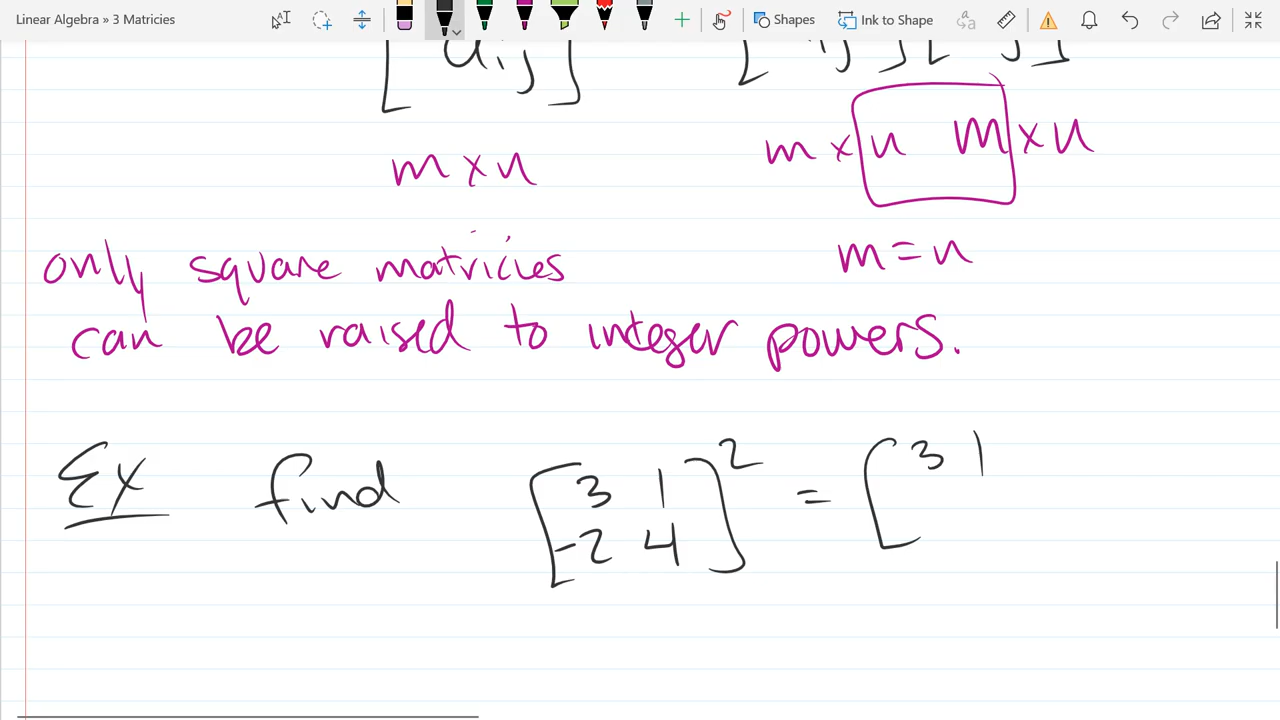 Linear Algebra » 3 Matricies
Shapes
Ink to Shape
m × n
m × n m × n
m = n
only square matricies
can be raised to integer powers.
Ex find [3 1
-2 4]² = [3 1